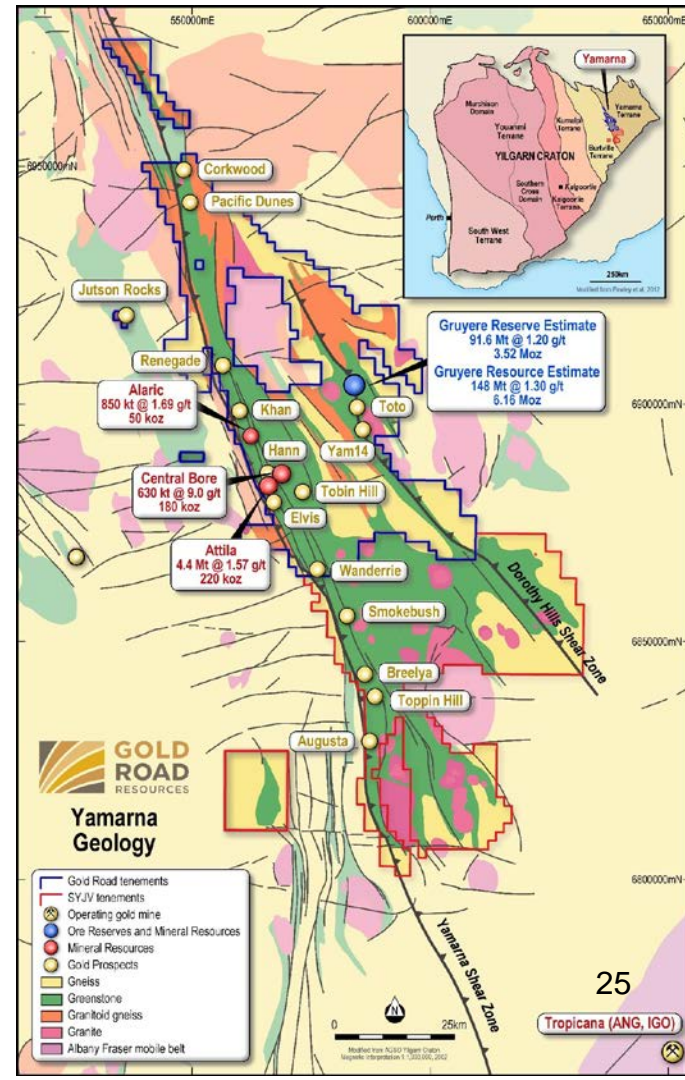 550000mE
600000mE
650000mE
Yamarna
Murchison
Domain
Youanmi
Terrane
Kurnalpi
Terrane
Yamarna
Terrane
Burtville
Terrane
YILGARN CRATON
Southern
Cross
Domain
Kalgoorlie
Kalgoorlie
Terrane
Perth
South West
Terrane
250km
6950000mN
Corkwood
Pacific Dunes
Jutson Rocks
Renegade
Gruyere Reserve Estimate
91.6 Mt @ 1.20 g/t
3.52 Moz
Gruyere Resource Estimate
148 Mt @ 1.30 g/t
6.16 Moz
Alaric
850 kt @ 1.69 g/t
50 koz
6900000mN
Khan
Toto
Hann
Yam14
Central Bore
630 kt @ 9.0 g/t
180 koz
Tobin Hill
Elvis
Attila
4.4 Mt @ 1.57 g/t
220 koz
Wanderrie
Dorothy Hills Shear Zone
Smokebush
6850000mN
Breelya
Toppin Hill
Augusta
GOLD
ROAD
RESOURCES
Yamarna
Geology
Gold Road tenements
SYJV tenements
Operating gold mine
Ore Reserves and Mineral Resources
Mineral Resources
Gold Prospects
Gneiss
Greenstone
Granitoid gneiss
Granite
Albany Fraser mobile belt
6800000mN
Yamarna Shear Zone
N
0
25km
25
Tropicana (ANG, IGO)